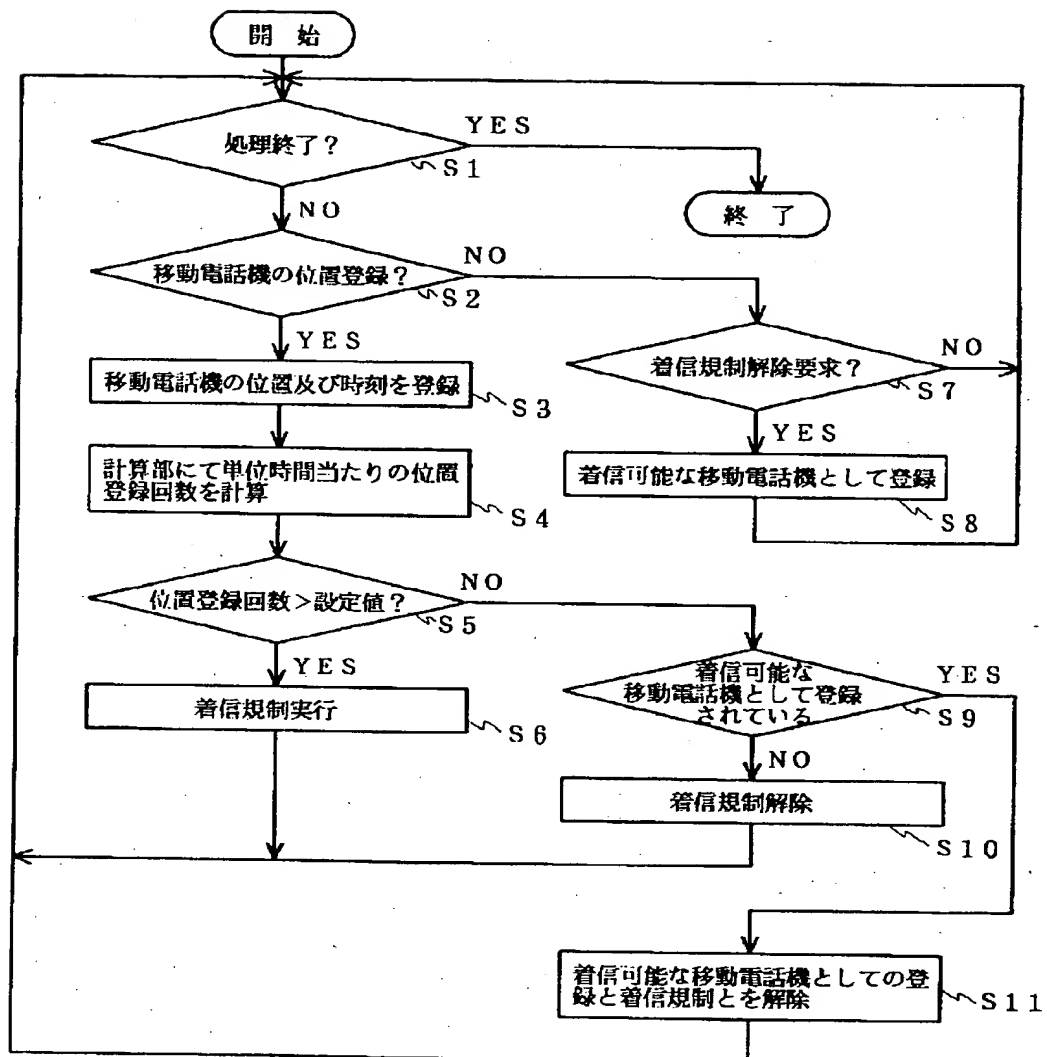 開 始
処理終了?
YES
S1
NO
終 了
移動電話機の位置登録?
NO
S2
YES
移動電話機の位置及び時刻を登録
S3
着信規制解除要求?
NO
S7
YES
計算部にて単位時間当たりの位置
登録回数を計算
S4
着信可能な移動電話機として登録
S8
位置登録回数>設定値?
NO
S5
YES
着信規制実行
S6
着信可能な
移動電話機として登録
されている
YES
S9
NO
着信規制解除
S10
着信可能な移動電話機としての登
録と着信規制とを解除
S11